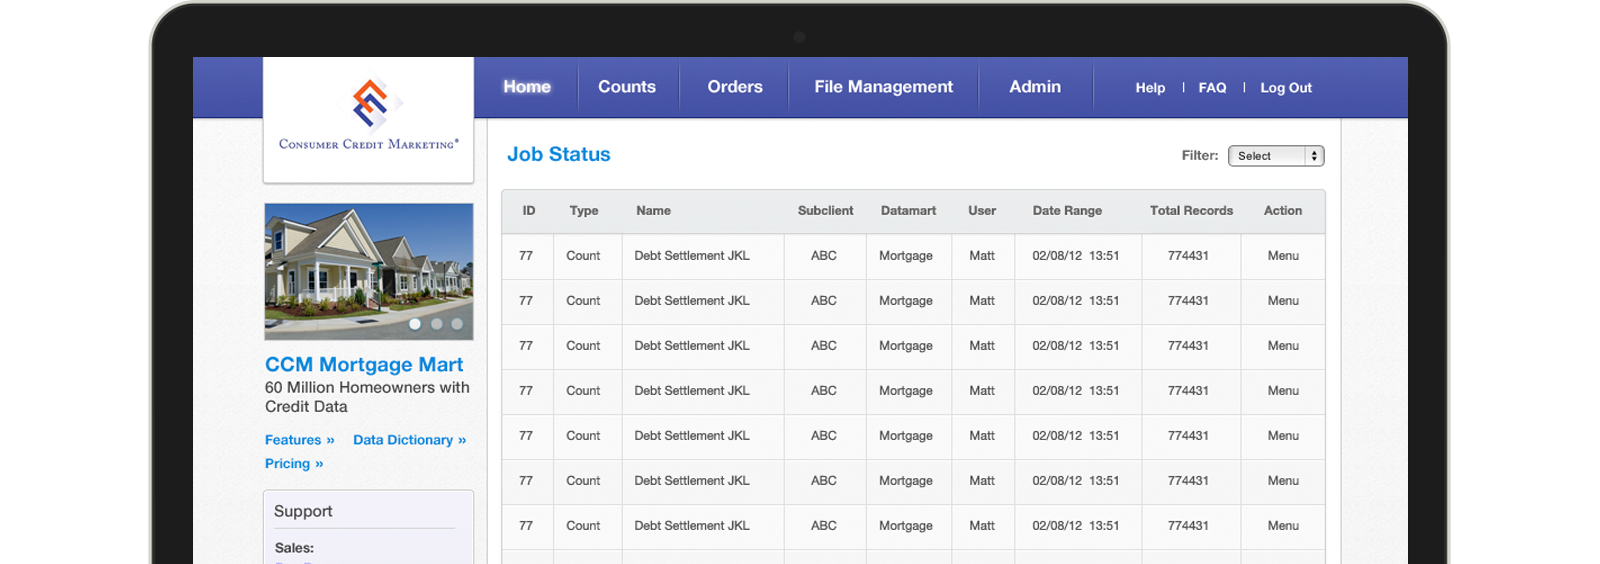 Home Counts Orders File Management Admin Help | FAQ | Log Out
CONSUMER CREDIT MARKETING®
Job Status
Filter: Select
ID Type Name Subclient Datamart User Date Range Total Records Action
77 Count Debt Settlement JKL ABC Mortgage Matt 02/08/12 13:51 774431 Menu
77 Count Debt Settlement JKL ABC Mortgage Matt 02/08/12 13:51 774431 Menu
77 Count Debt Settlement JKL ABC Mortgage Matt 02/08/12 13:51 774431 Menu
77 Count Debt Settlement JKL ABC Mortgage Matt 02/08/12 13:51 774431 Menu
77 Count Debt Settlement JKL ABC Mortgage Matt 02/08/12 13:51 774431 Menu
77 Count Debt Settlement JKL ABC Mortgage Matt 02/08/12 13:51 774431 Menu
77 Count Debt Settlement JKL ABC Mortgage Matt 02/08/12 13:51 774431 Menu
CCM Mortgage Mart
60 Million Homeowners with
Credit Data
Features » Data Dictionary »
Pricing »
Support
Sales: